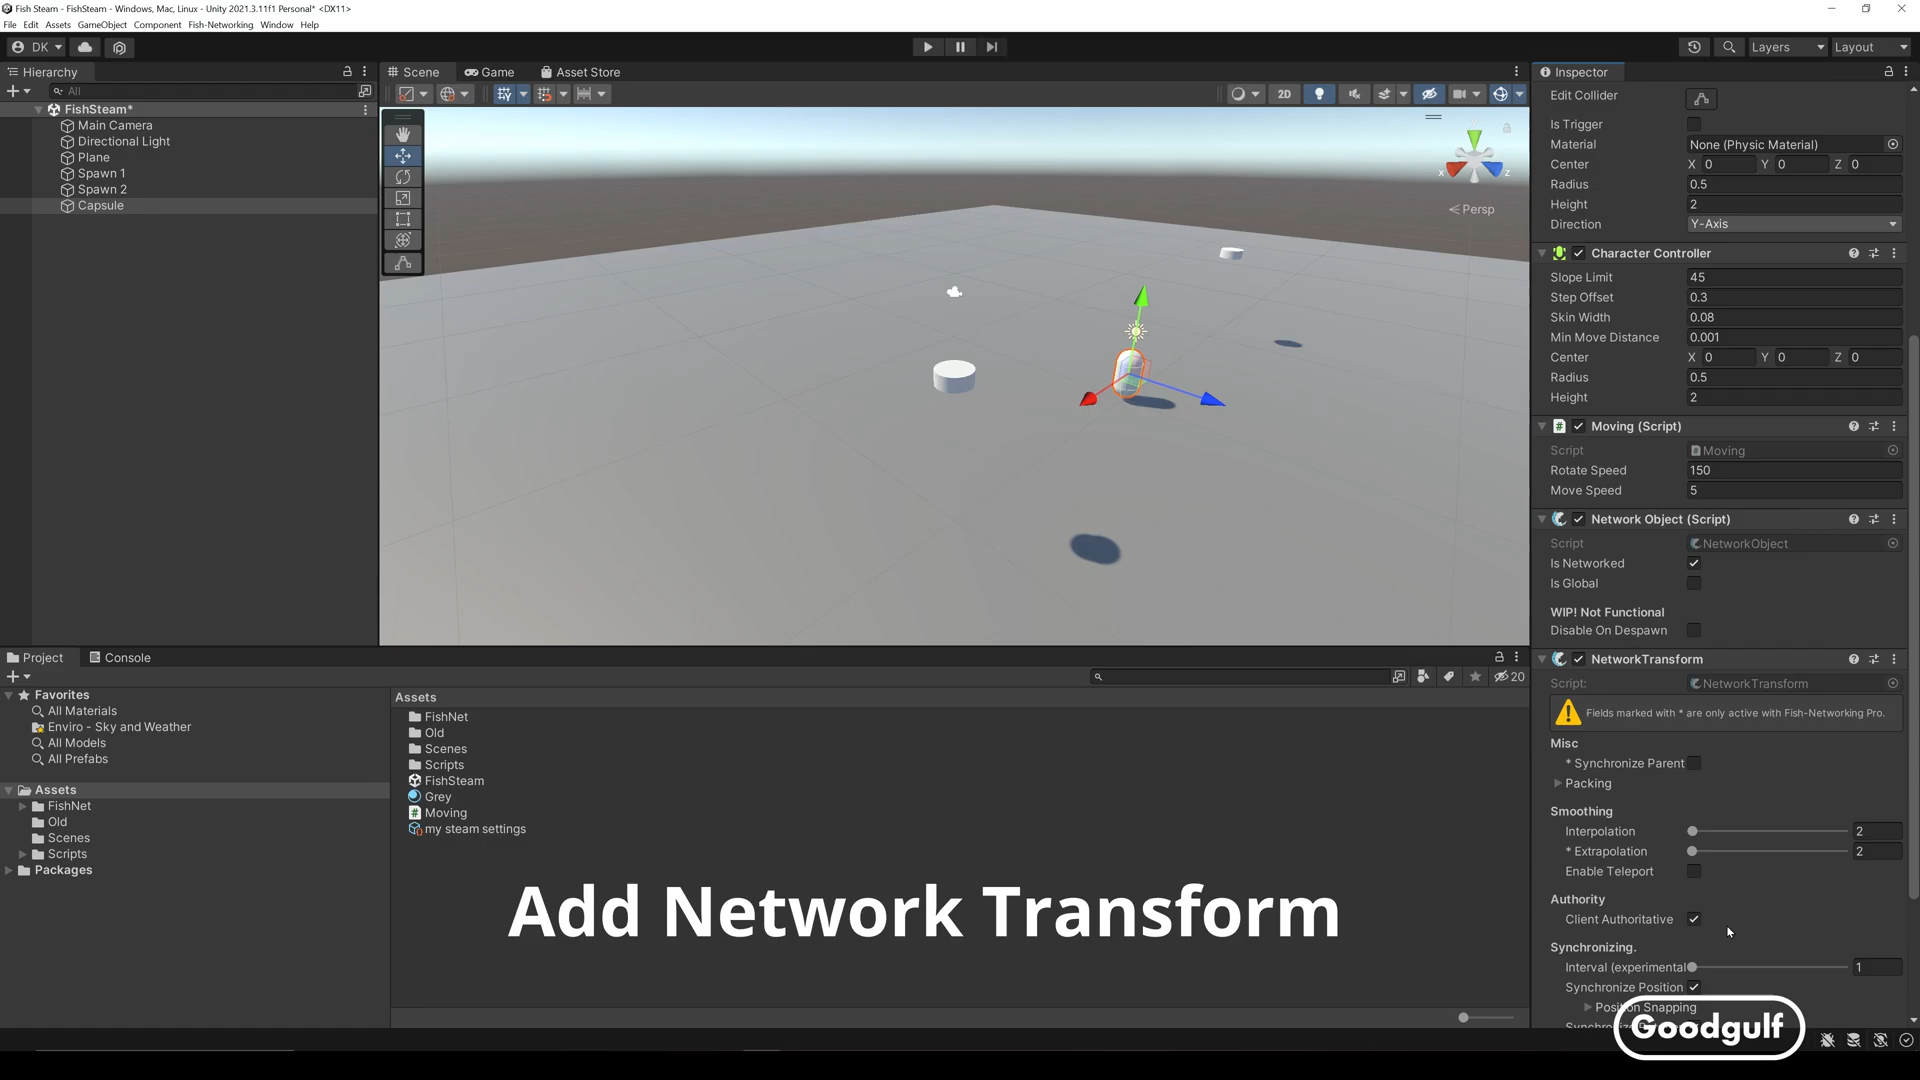 Fish Steam - FishSteam - Windows, Mac, Linux - Unity 2021.3.11f1 Personal* <DX11>
File Edit Assets GameObject Component Fish-Networking Window Help
DK
Layers
Layout
Hierarchy
All
FishSteam*
Main Camera
Directional Light
Plane
Spawn 1
Spawn 2
Capsule
Scene
Game
Asset Store
2D
x
z
Persp
Inspector
Edit Collider
Is Trigger
Material None (Physic Material)
Center X 0 Y 0 Z 0
Radius 0.5
Height 2
Direction Y-Axis
Character Controller
Slope Limit 45
Step Offset 0.3
Skin Width 0.08
Min Move Distance 0.001
Center X 0 Y 0 Z 0
Radius 0.5
Height 2
Moving (Script)
Script Moving
Rotate Speed 150
Move Speed 5
Network Object (Script)
Script NetworkObject
Is Networked
Is Global
WIP! Not Functional
Disable On Despawn
NetworkTransform
Script: NetworkTransform
Fields marked with * are only active with Fish-Networking Pro.
Misc
* Synchronize Parent
Packing
Smoothing
Interpolation 2
* Extrapolation 2
Enable Teleport
Authority
Client Authoritative
Synchronizing.
Interval (experimental 1
Synchronize Position
Position Snapping
Project
Console
20
Favorites
All Materials
Enviro - Sky and Weather
All Models
All Prefabs
Assets
FishNet
Old
Scenes
Scripts
Packages
Assets
FishNet
Old
Scenes
Scripts
FishSteam
Grey
Moving
my steam settings
Add Network Transform
Goodgulf